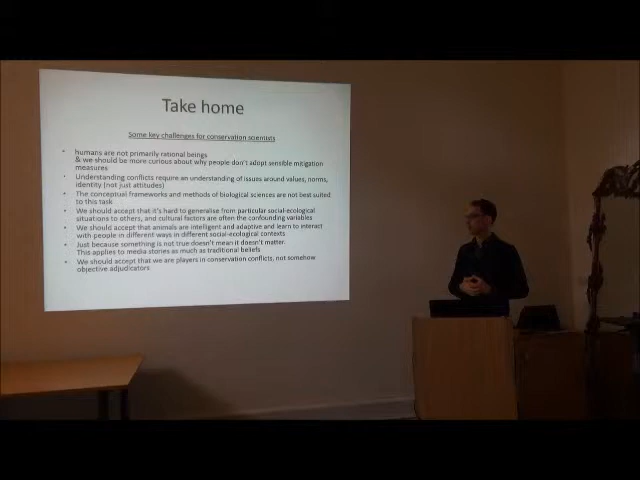 Take home
Some key challenges for conservation scientists
• humans are not primarily rational beings
& we should be more curious about why people don't adopt sensible mitigation
measures
• Understanding conflicts require an understanding of issues around values, norms,
identity (not just attitudes)
• The conceptual frameworks and methods of biological sciences are not best suited
to this task
• We should accept that it's hard to generalise from particular social-ecological
situations to others, and cultural factors are often the confounding variables
• We should accept that animals are intelligent and adaptive and learn to interact
with people in different ways in different social-ecological contexts
• Just because something is not true doesn't mean it doesn't matter.
This applies to media stories as much as traditional beliefs
• We should accept that we are players in conservation conflicts, not somehow
objective adjudicators